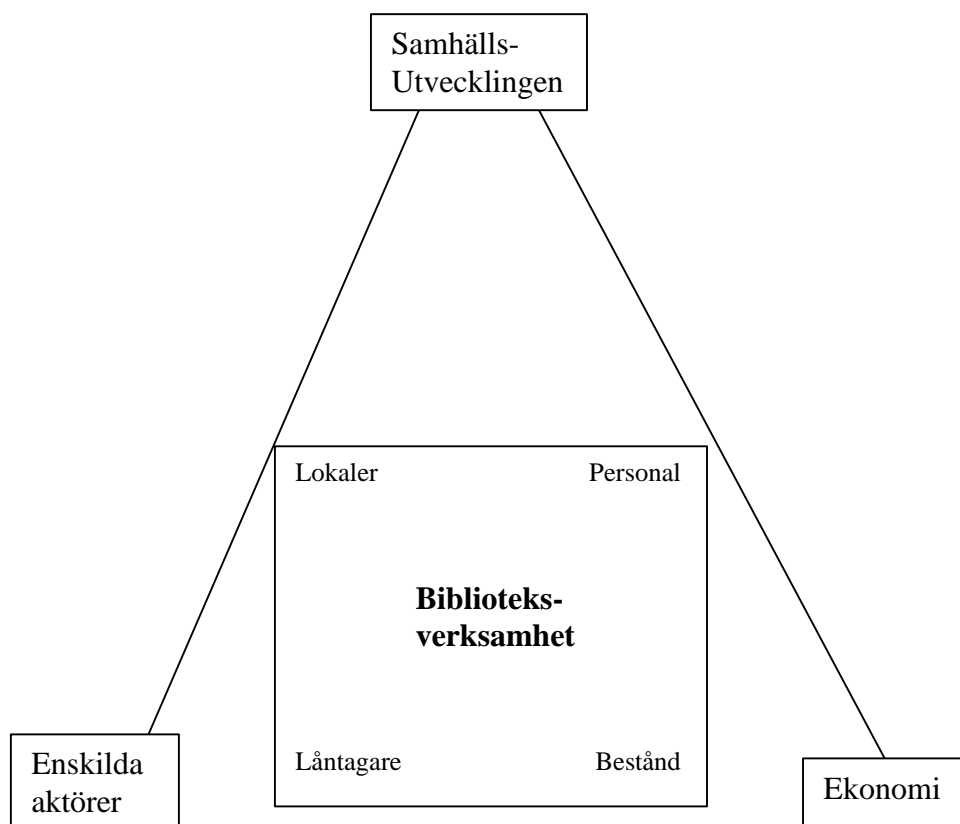 Samhälls-
Utvecklingen
Lokaler
Personal
Biblioteks-
verksamhet
Låntagare
Bestånd
Enskilda
aktörer
Ekonomi